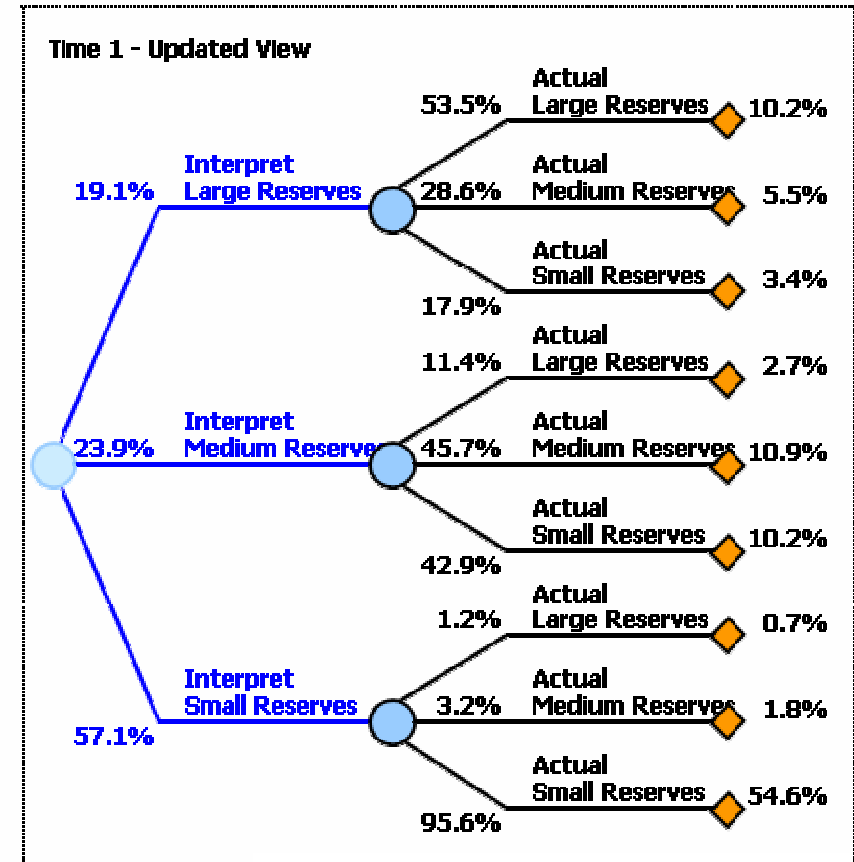 Time 1 - Updated View
Actual
53.5% Large Reserves 10.2%
Interpret
19.1% Large Reserves
Actual
28.6% Medium Reserves 5.5%
Actual
Small Reserves 3.4%
17.9%
Actual
11.4% Large Reserves 2.7%
Interpret
23.9% Medium Reserves
Actual
45.7% Medium Reserves 10.9%
Actual
Small Reserves 10.2%
42.9%
Actual
1.2% Large Reserves 0.7%
Interpret
Small Reserves
57.1%
Actual
3.2% Medium Reserves 1.8%
Actual
Small Reserves 54.6%
95.6%